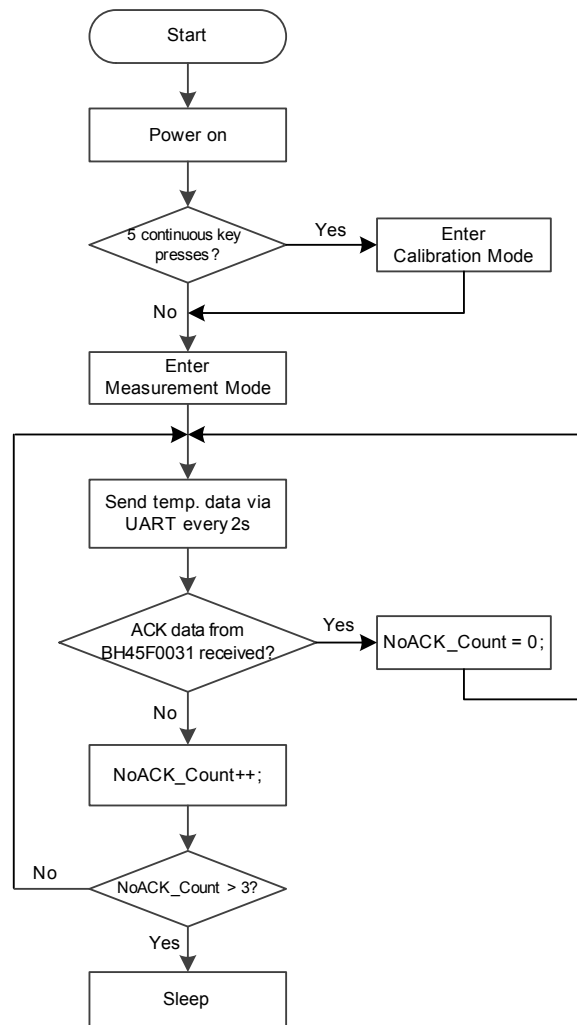 Start
Power on
5 continuous key
presses?
Yes
Enter
Calibration Mode
No
Enter
Measurement Mode
Send temp. data via
UART every 2s
ACK data from
BH45F0031 received?
Yes
NoACK_Count = 0;
No
NoACK_Count++;
NoACK_Count > 3?
No
Yes
Sleep